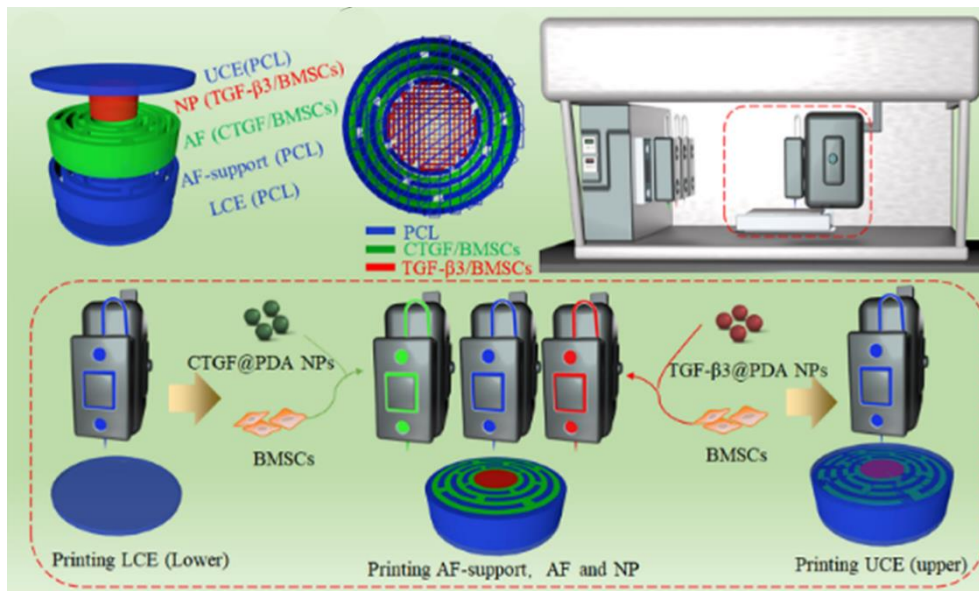 UCE(PCL)
NP (TGF-β3/BMSCs)
AF (CTGF/BMSCs)
AF-support (PCL)
LCE (PCL)
PCL
CTGF/BMSCs
TGF-β3/BMSCs
CTGF@PDA NPs
BMSCs
TGF-β3@PDA NPs
BMSCs
Printing LCE (Lower)
Printing AF-support, AF and NP
Printing UCE (upper)